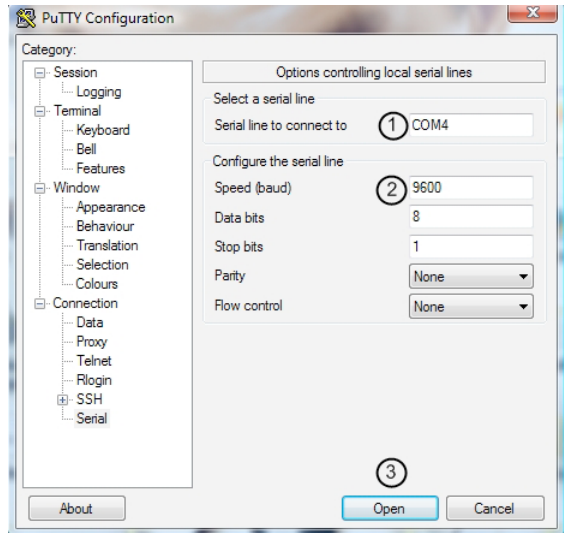 PuTTY Configuration
X
Category:
Session
Logging
Terminal
Keyboard
Bell
Features
Window
Appearance
Behaviour
Translation
Selection
Colours
Connection
Data
Proxy
Telnet
Rlogin
SSH
Serial
Options controlling local serial lines
Select a serial line
Serial line to connect to 1 COM4
Configure the serial line
Speed (baud) 2 9600
Data bits 8
Stop bits 1
Parity None
Flow control None
3
About Open Cancel